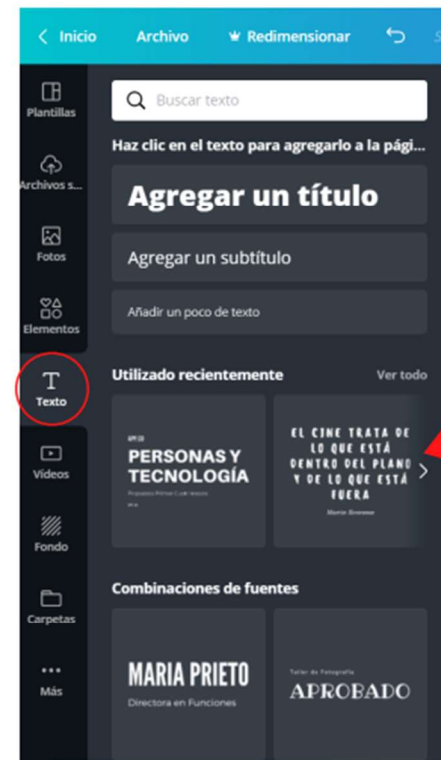 Inicio Archivo Redimensionar
Plantillas
Buscar texto
Haz clic en el texto para agregarlo a la pági...
Archivos s...
Agregar un título
Fotos
Agregar un subtítulo
Elementos
Añadir un poco de texto
Texto
Utilizado recientemente Ver todo
Vídeos
PERSONAS Y
TECNOLOGÍA
EL CINE TRATA DE
LO QUE ESTÁ
DENTRO DEL PLANO
Y DE LO QUE ESTÁ
FUERA
Martin Scorsese
Fondo
Carpetas
Combinaciones de fuentes
Más
MARIA PRIETO
Directora en Funciones
Taller de Fotografía
APROBADO